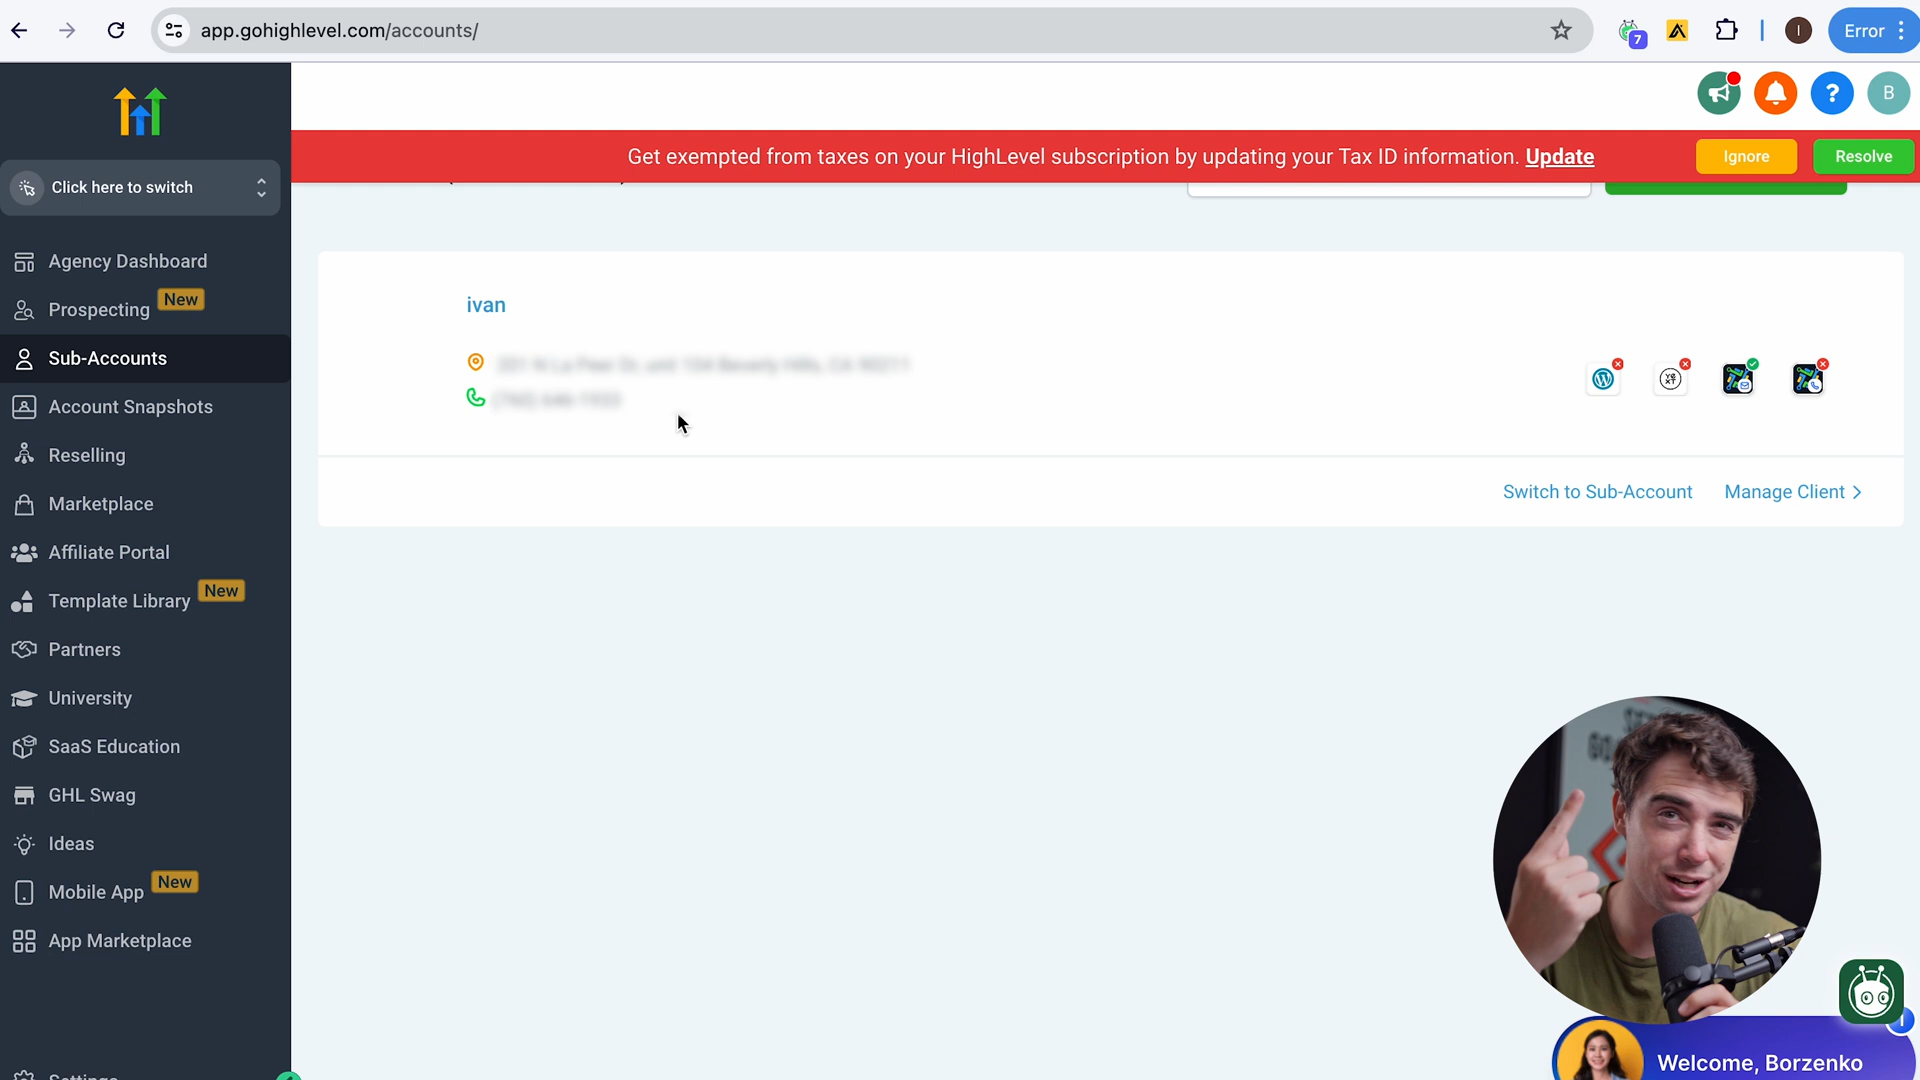 app.gohighlevel.com/accounts/
7
I
Error
B
Get exempted from taxes on your HighLevel subscription by updating your Tax ID information. Update
Ignore
Resolve
Click here to switch
Agency Dashboard
Prospecting
New
Sub-Accounts
Account Snapshots
Reselling
Marketplace
Affiliate Portal
Template Library
New
Partners
University
SaaS Education
GHL Swag
Ideas
Mobile App
New
App Marketplace
ivan
Switch to Sub-Account
Manage Client
Welcome, Borzenko